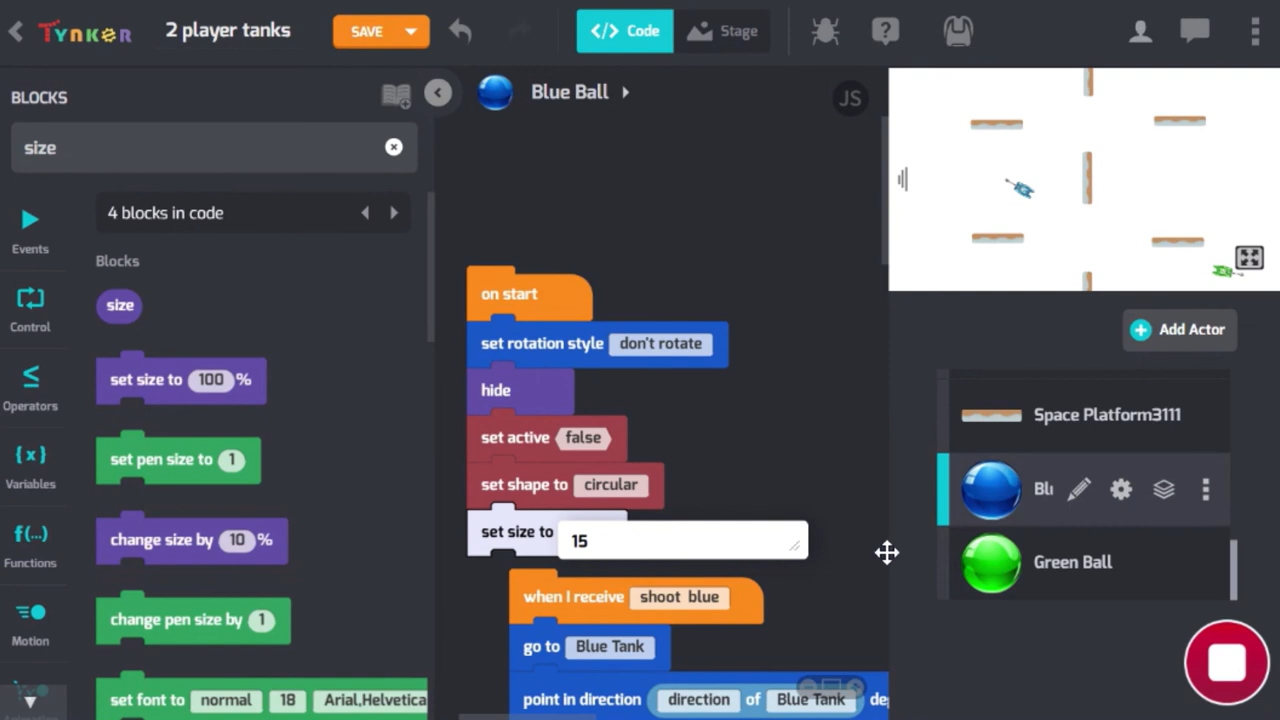 TYNKER 2 player tanks SAVE </> Code Stage
BLOCKS
Blue Ball
JS
size
4 blocks in code
Events
Blocks
size
Control
set size to 100 %
Operators
set pen size to 1
{x}
Variables
change size by 10 %
f(...)
Functions
change pen size by 1
Motion
set font to normal 18 Arial,Helvetica
on start
set rotation style don't rotate
hide
set active false
set shape to circular
set size to 15
when I receive shoot blue
go to Blue Tank
point in direction direction of Blue Tank de
Add Actor
Space Platform3111
Blu
Green Ball